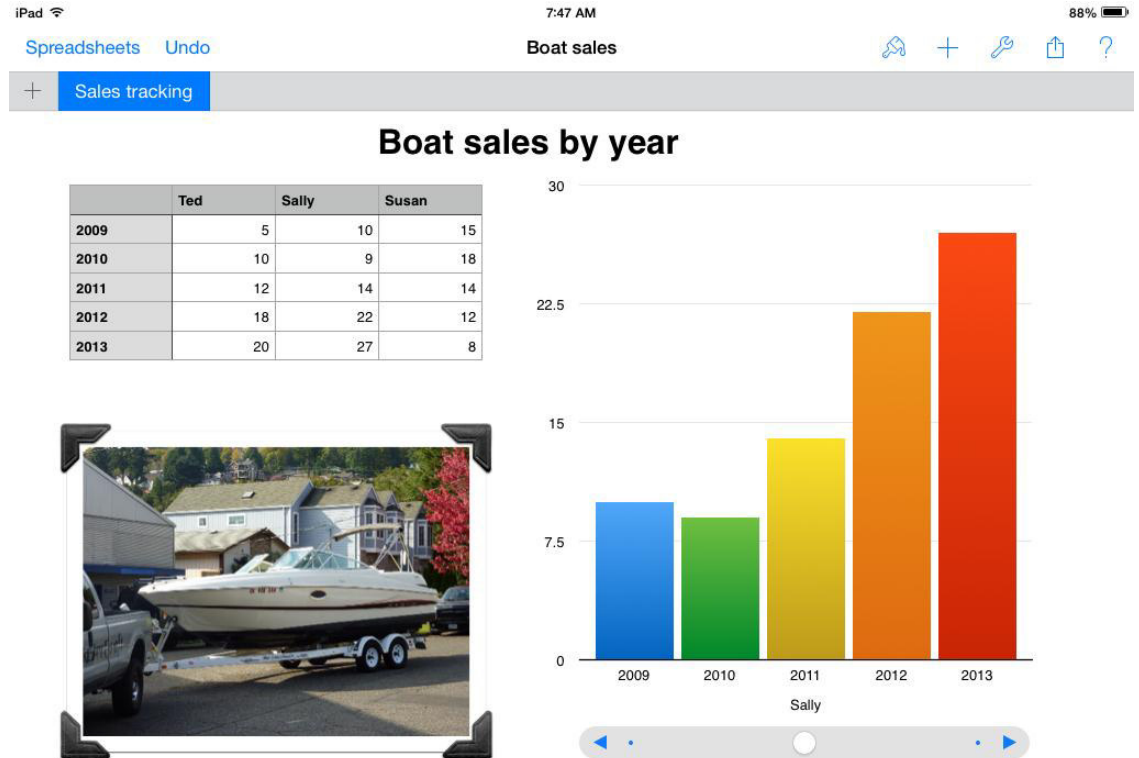 iPad 7:47 AM 88%
Spreadsheets Undo Boat sales ?
+ Sales tracking
Boat sales by year
Ted Sally Susan
2009 5 10 15
2010 10 9 18
2011 12 14 14
2012 18 22 12
2013 20 27 8
30
22.5
15
7.5
0
2009 2010 2011 2012 2013
Sally